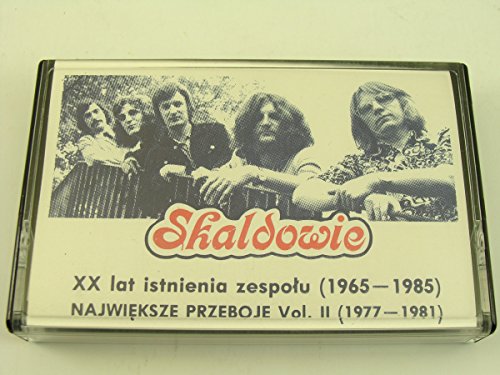 Skaldowie
XX lat istnienia zespołu (1965—1985)
NAJWIĘKSZE PRZEBOJE Vol. II (1977—1981)